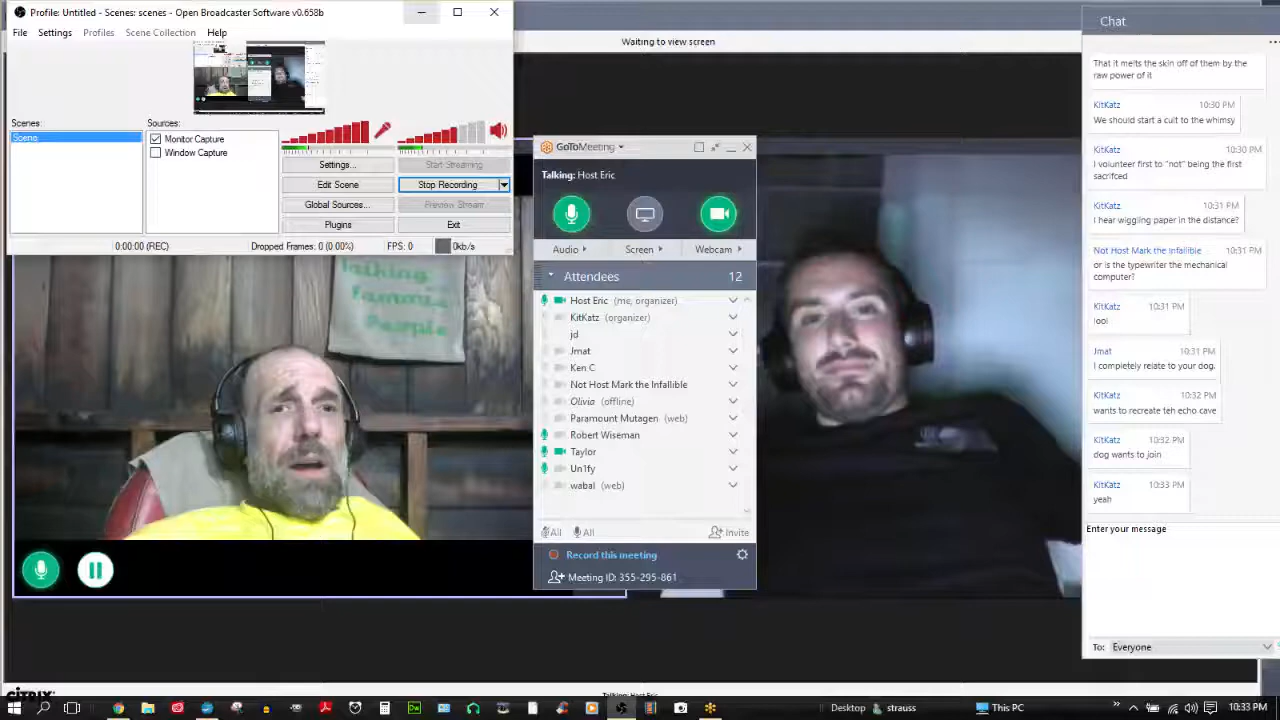 Profile: Untitled - Scenes: scenes - Open Broadcaster Software v0.658b
File Settings Profiles Scene Collection Help
Scenes:
Scene
Sources:
Monitor Capture
Window Capture
Settings...
Start Streaming
Edit Scene
Stop Recording
Global Sources...
Preview Stream
Plugins
Exit
0:00:00 (REC)
Dropped Frames: 0 (0.00%)
FPS: 0
0kb/s
Waiting to view screen
Talking
People
GoToMeeting
Talking: Host Eric
Audio
Screen
Webcam
Attendees 12
Host Eric (me, organizer)
KitKatz (organizer)
jd
Jmat
Ken C
Not Host Mark the Infallible
Olivia (offline)
Paramount Mutagen (web)
Robert Wiseman
Taylor
Un1fy
wabal (web)
All
All
Invite
Record this meeting
Meeting ID: 355-295-861
Chat
That it melts the skin off of them by the
raw power of it
KitKatz 10:30 PM
We should start a cult to the whimsy
KitKatz 10:30 PM
I volunteer first to "not" being the first
sacrifced
KitKatz 10:31 PM
I hear wiggling paper in the distance?
Not Host Mark the Infallible 10:31 PM
or is the typewriter the mechanical
computer?
KitKatz 10:31 PM
loo!
Jmat 10:31 PM
I completely relate to your dog.
KitKatz 10:32 PM
wants to recreate teh echo cave
KitKatz 10:32 PM
dog wants to join
KitKatz 10:33 PM
yeah
Enter your message
To: Everyone
CITRIX
Talking: Host Eric
Desktop
strauss
This PC
10:33 PM